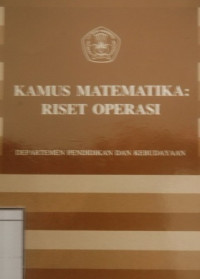 KAMUS MATEMATIKA:
RISET OPERASI
DEPARTEMEN PENDIDIKAN DAN KEBUDAYAAN